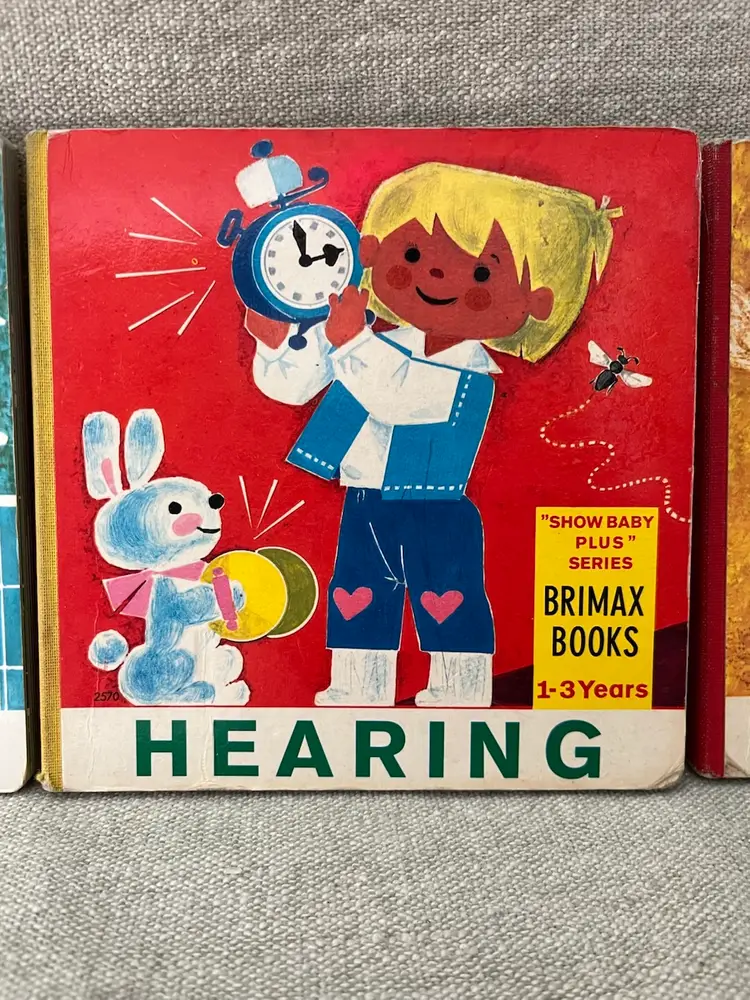 "SHOW BABY
PLUS"
SERIES
BRIMAX
BOOKS
1-3 Years
2570
HEARING